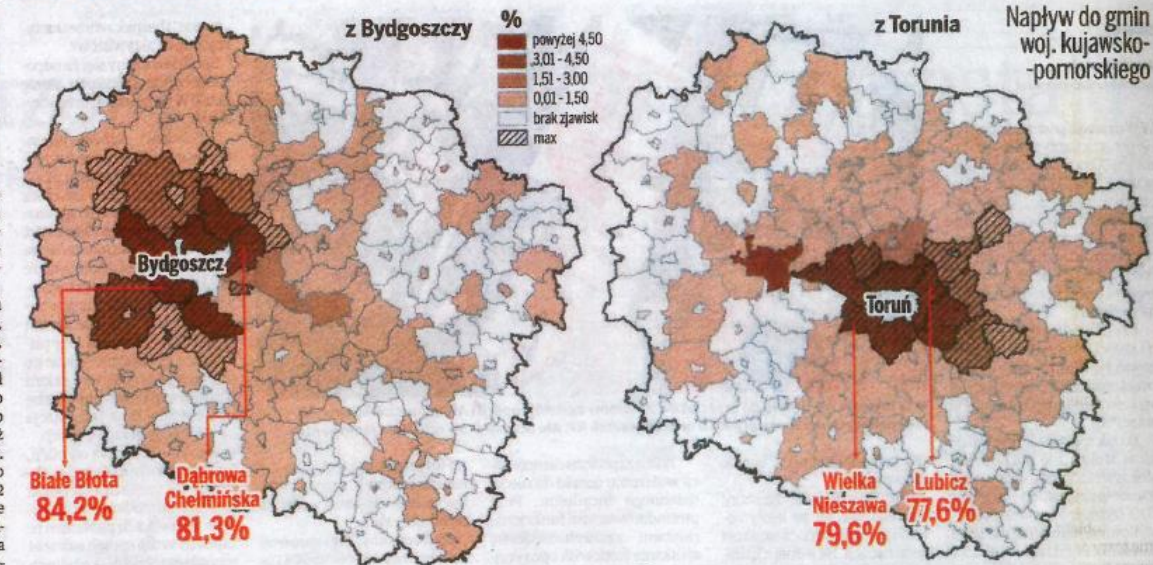 z Bydgoszczy
%
powyżej 4,50
3,01 - 4,50
1,51 - 3,00
0,01 - 1,50
brak zjawisk
max
z Torunia
Napływ do gmin
woj. kujawsko-
-pomorskiego
Bydgoszcz
Toruń
Białe Błota
84,2%
Dąbrowa
Chełmińska
81,3%
Wielka
Nieszawa
79,6%
Lubicz
77,6%